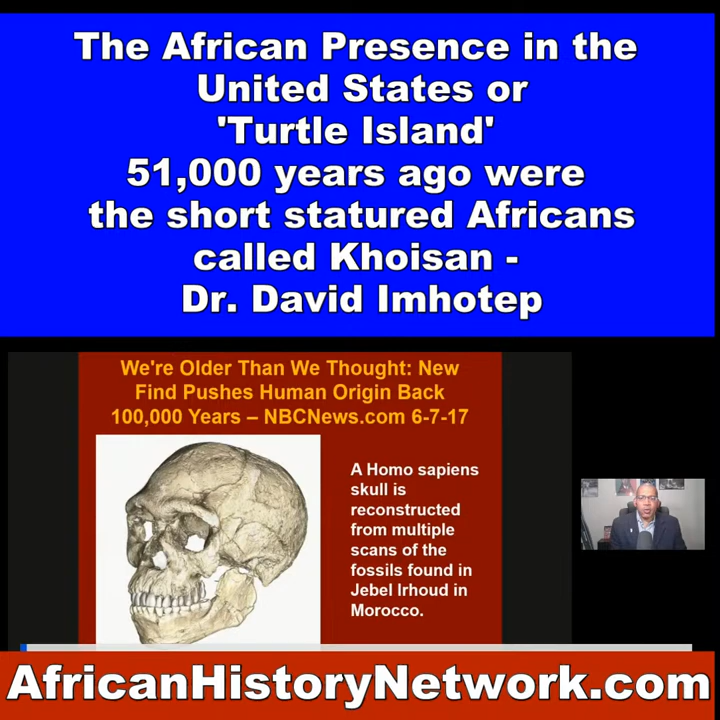 The African Presence in the
United States or
'Turtle Island'
51,000 years ago were
the short statured Africans
called Khoisan -
Dr. David Imhotep
We're Older Than We Thought: New
Find Pushes Human Origin Back
100,000 Years – NBCNews.com 6-7-17
A Homo sapiens
skull is
reconstructed
from multiple
scans of the
fossils found in
Jebel Irhoud in
Morocco.
AfricanHistoryNetwork.com